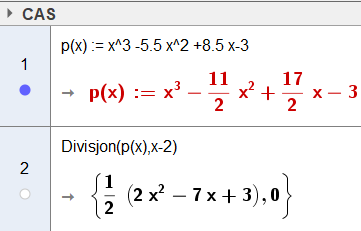 CAS
1
p(x) := x^3 -5.5 x^2 +8.5 x-3
→ p(x) := x³ − 11/2 x² + 17/2 x − 3
2
Divisjon(p(x),x-2)
→ {1/2 (2 x² − 7 x + 3), 0}